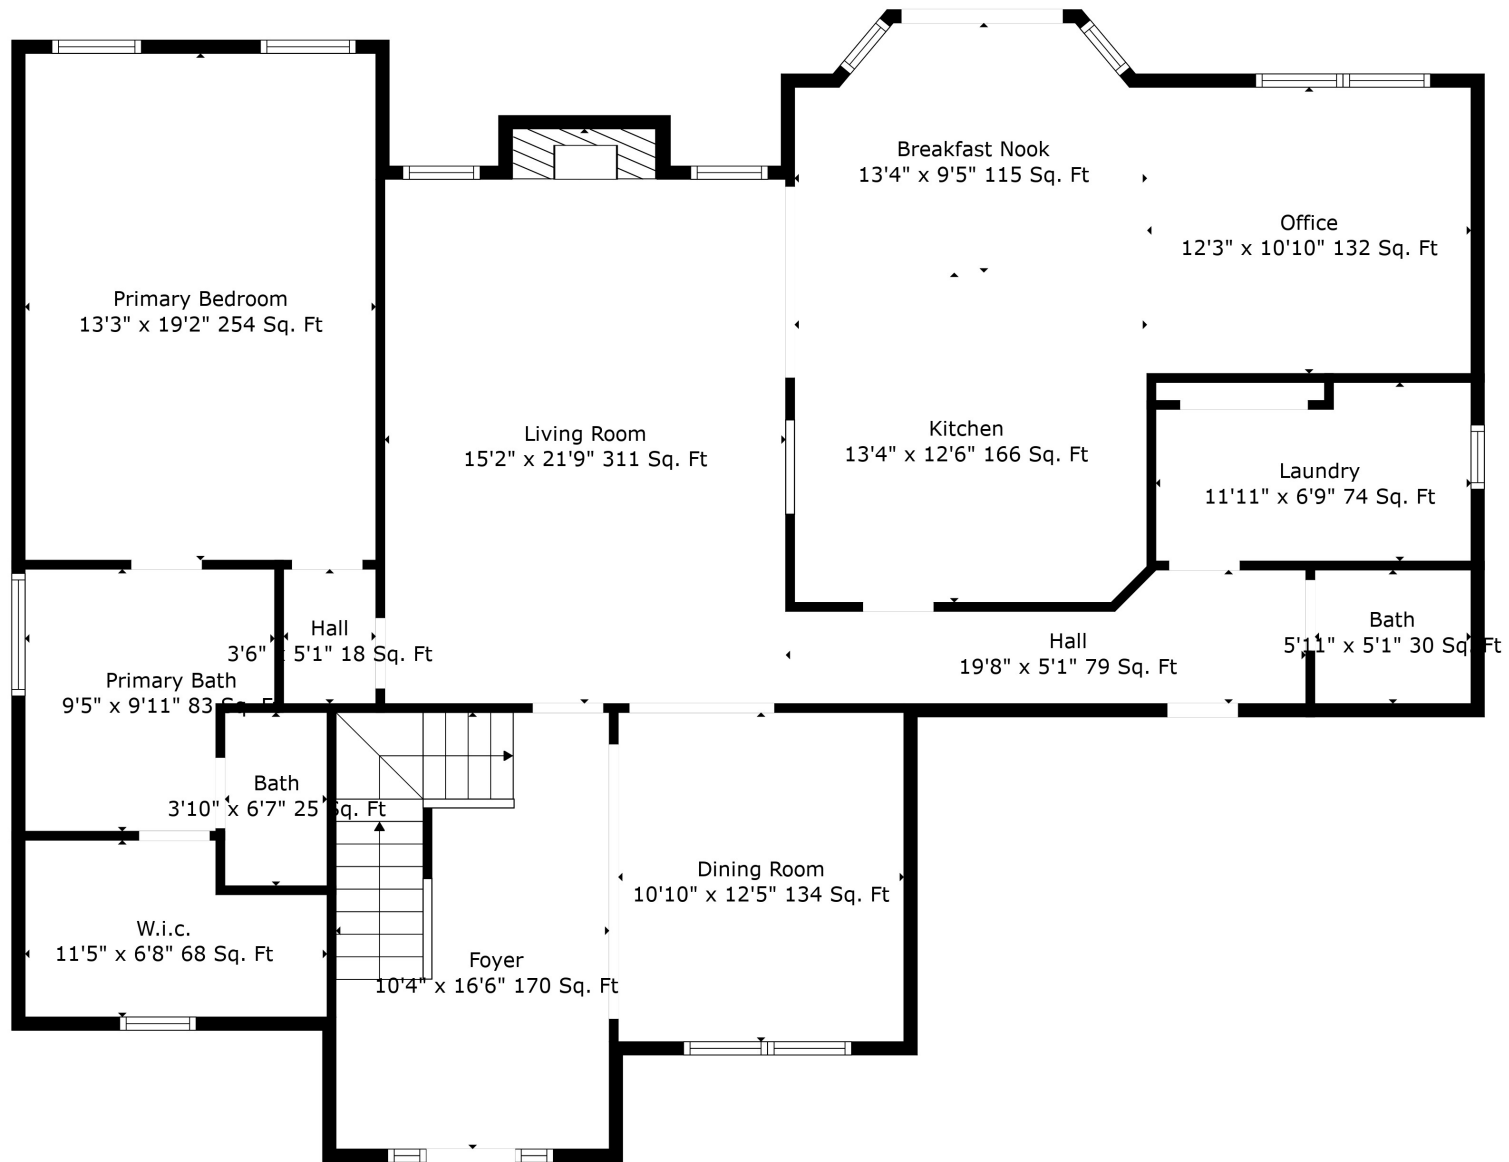 Breakfast Nook
13'4" x 9'5" 115 Sq. Ft
Office
12'3" x 10'10" 132 Sq. Ft
Primary Bedroom
13'3" x 19'2" 254 Sq. Ft
Living Room
15'2" x 21'9" 311 Sq. Ft
Kitchen
13'4" x 12'6" 166 Sq. Ft
Laundry
11'11" x 6'9" 74 Sq. Ft
Hall
3'6" x 5'1" 18 Sq. Ft
Hall
19'8" x 5'1" 79 Sq. Ft
Bath
5'11" x 5'1" 30 Sq. Ft
Primary Bath
9'5" x 9'11" 83 Sq. Ft
Bath
3'10" x 6'7" 25 Sq. Ft
Dining Room
10'10" x 12'5" 134 Sq. Ft
W.i.c.
11'5" x 6'8" 68 Sq. Ft
Foyer
10'4" x 16'6" 170 Sq. Ft